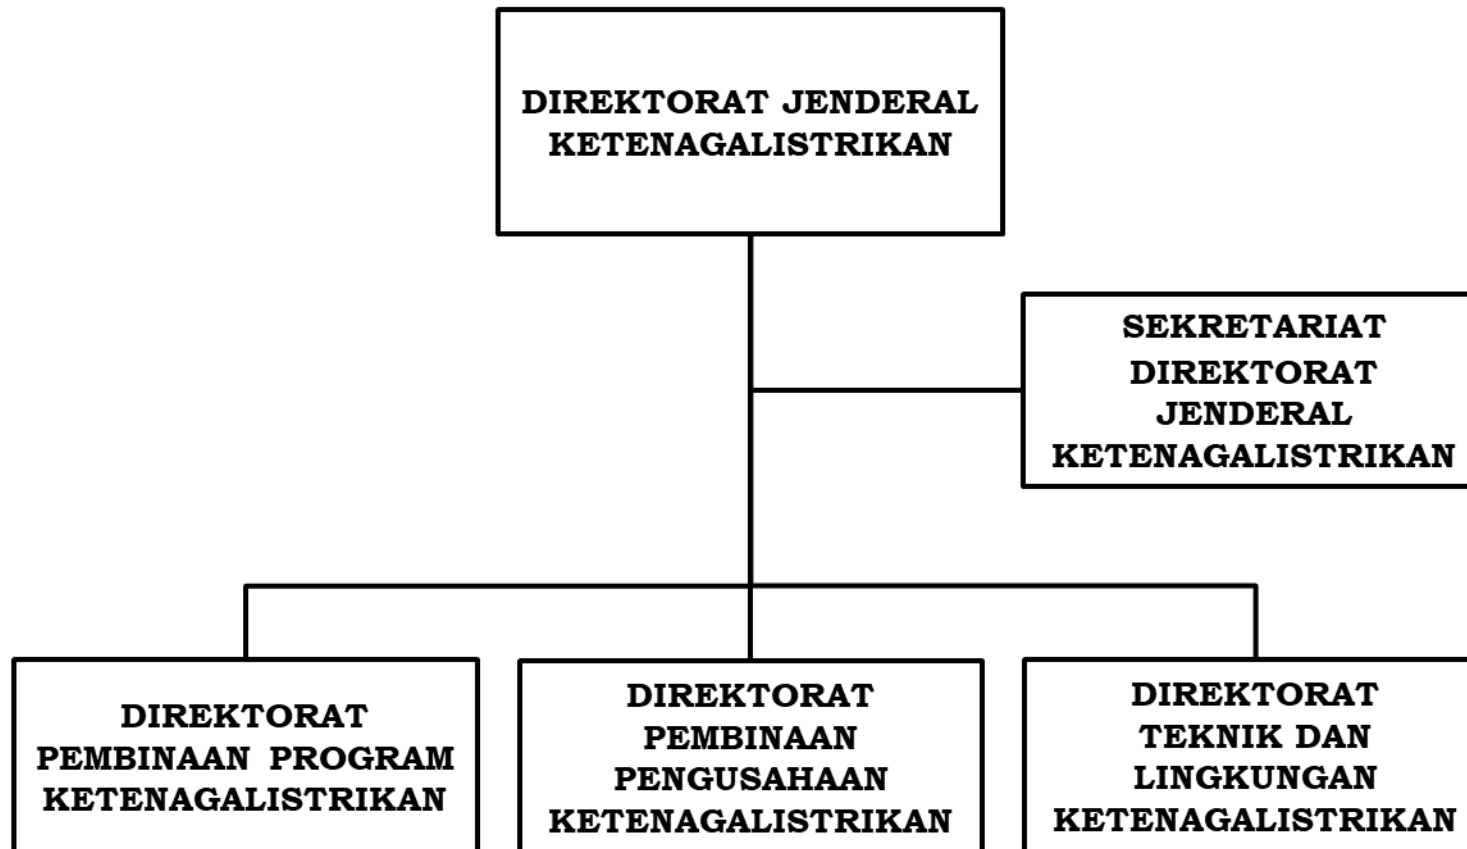 DIREKTORAT JENDERAL
KETENAGALISTRIKAN
SEKRETARIAT
DIREKTORAT
JENDERAL
KETENAGALISTRIKAN
DIREKTORAT
PEMBINAAN PROGRAM
KETENAGALISTRIKAN
DIREKTORAT
PEMBINAAN
PENGUSAHAAN
KETENAGALISTRIKAN
DIREKTORAT
TEKNIK DAN
LINGKUNGAN
KETENAGALISTRIKAN